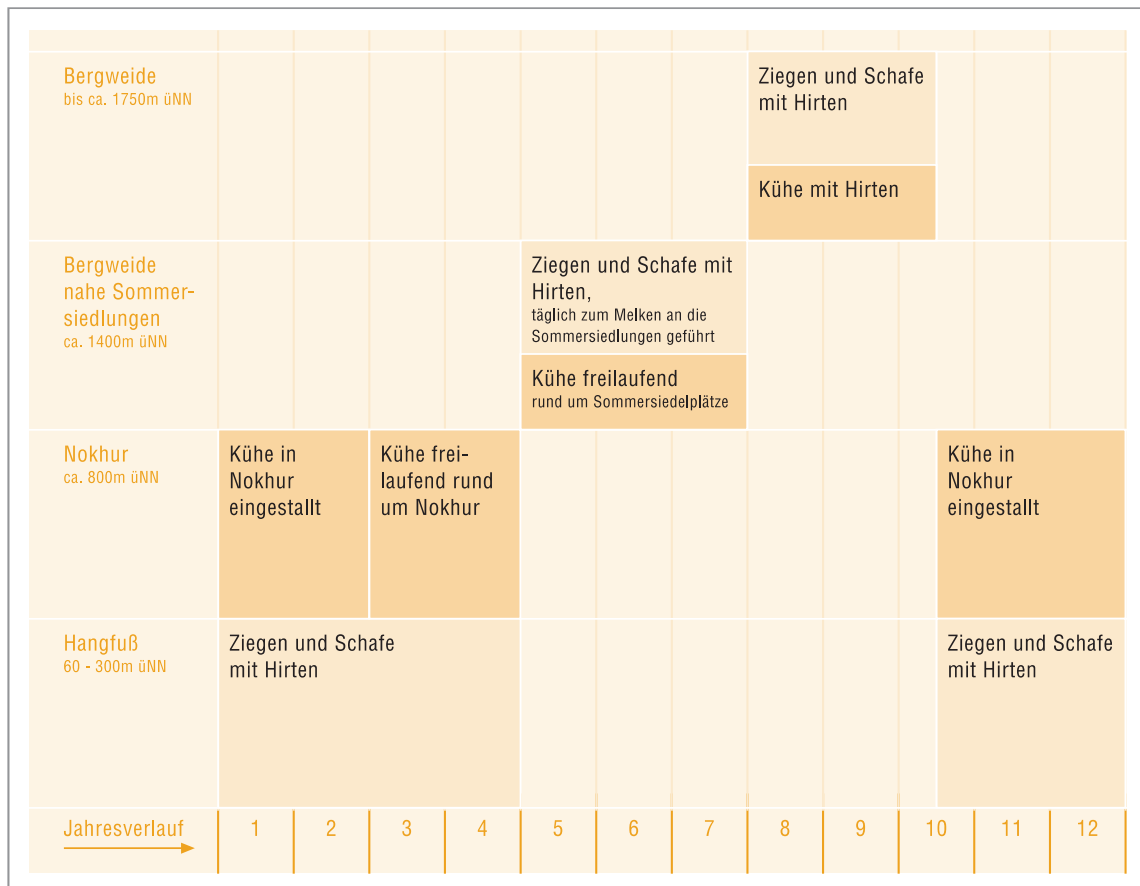 Bergweide
bis ca. 1750m üNN
Ziegen und Schafe
mit Hirten
Kühe mit Hirten
Bergweide
nahe Sommer-
siedlungen
ca. 1400m üNN
Ziegen und Schafe mit
Hirten,
täglich zum Melken an die
Sommersiedlungen geführt
Kühe freilaufend
rund um Sommersiedelplätze
Nokhur
ca. 800m üNN
Kühe in
Nokhur
eingestallt
Kühe frei-
laufend rund
um Nokhur
Kühe in
Nokhur
eingestallt
Hangfuß
60 - 300m üNN
Ziegen und Schafe
mit Hirten
Ziegen und Schafe
mit Hirten
Jahresverlauf 1 2 3 4 5 6 7 8 9 10 11 12